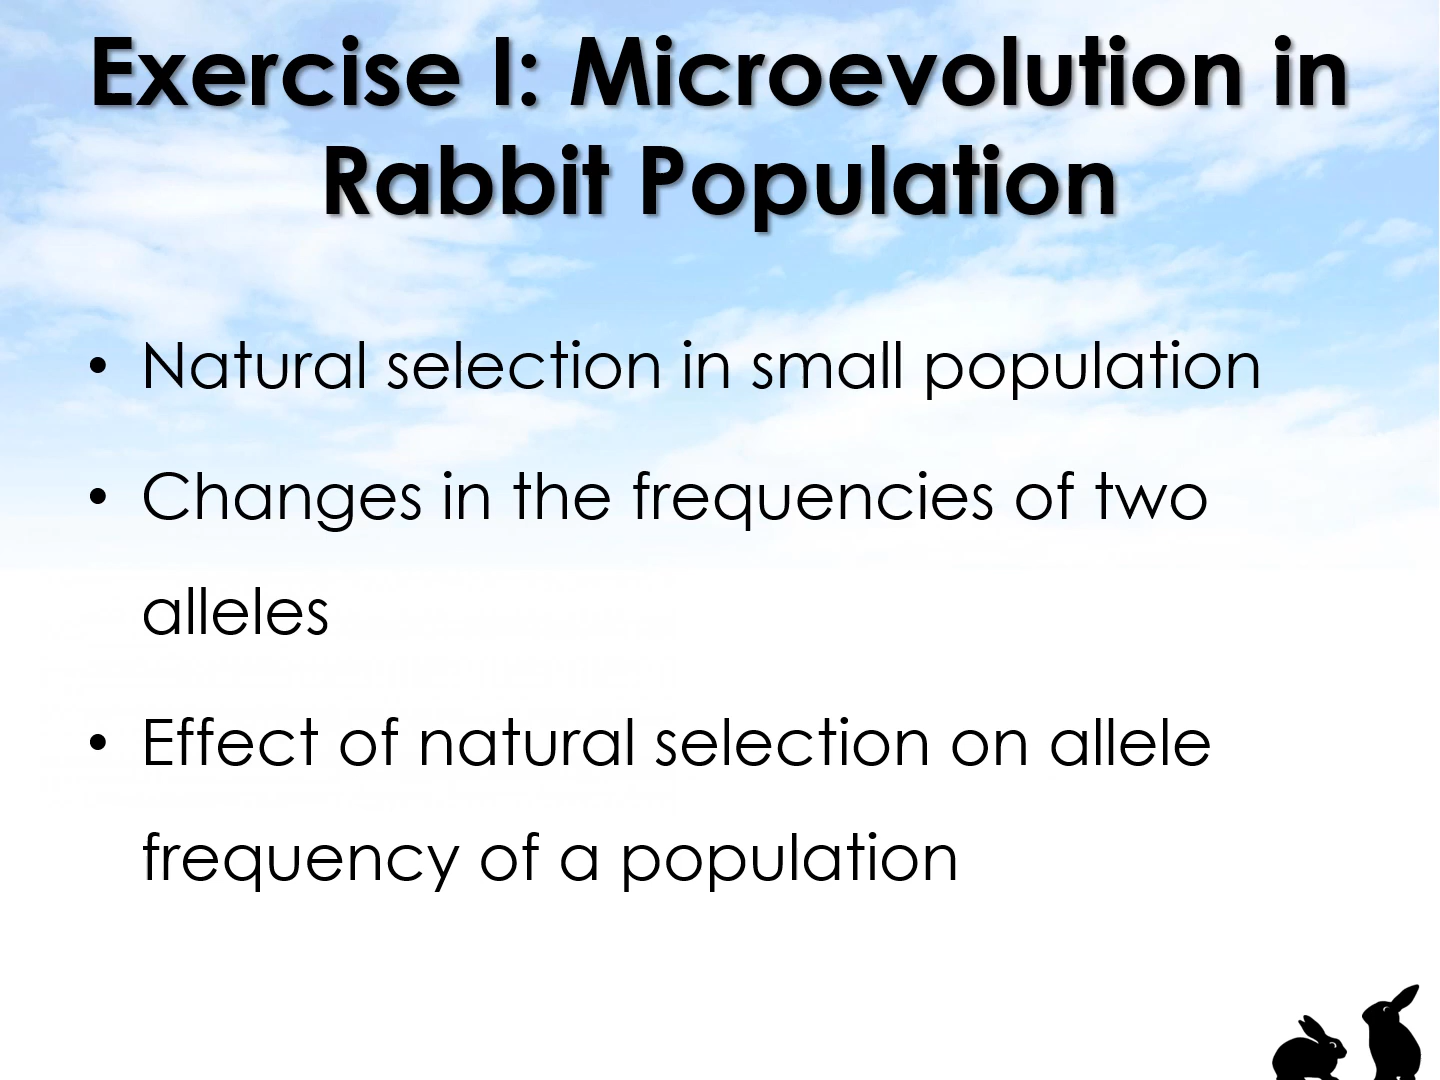 Exercise I: Microevolution in
Rabbit Population
• Natural selection in small population
• Changes in the frequencies of two
alleles
• Effect of natural selection on allele
frequency of a population